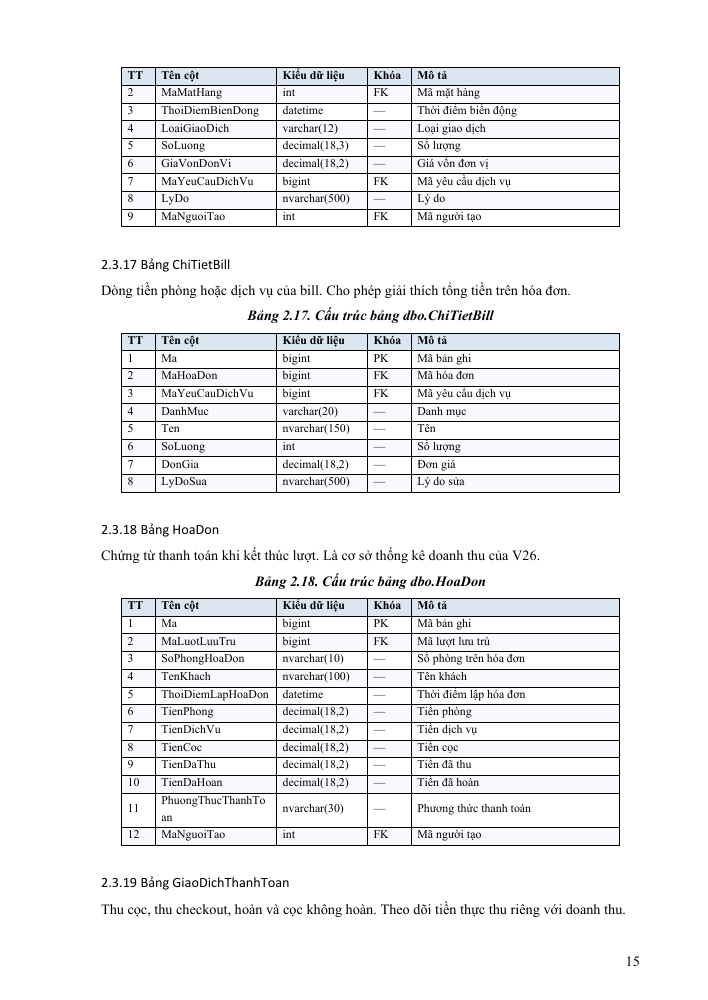 TT Tên cột Kiểu dữ liệu Khóa Mô tả
2 MaMatHang int FK Mã mặt hàng
3 ThoiDiemBienDong datetime — Thời điểm biến động
4 LoaiGiaoDich varchar(12) — Loại giao dịch
5 SoLuong decimal(18,3) — Số lượng
6 GiaVonDonVi decimal(18,2) — Giá vốn đơn vị
7 MaYeuCauDichVu bigint FK Mã yêu cầu dịch vụ
8 LyDo nvarchar(500) — Lý do
9 MaNguoiTao int FK Mã người tạo
2.3.17 Bảng ChiTietBill
Dòng tiền phòng hoặc dịch vụ của bill. Cho phép giải thích tổng tiền trên hóa đơn.
Bảng 2.17. Cấu trúc bảng dbo.ChiTietBill
TT Tên cột Kiểu dữ liệu Khóa Mô tả
1 Ma bigint PK Mã bản ghi
2 MaHoaDon bigint FK Mã hóa đơn
3 MaYeuCauDichVu bigint FK Mã yêu cầu dịch vụ
4 DanhMuc varchar(20) — Danh mục
5 Ten nvarchar(150) — Tên
6 SoLuong int — Số lượng
7 DonGia decimal(18,2) — Đơn giá
8 LyDoSua nvarchar(500) — Lý do sửa
2.3.18 Bảng HoaDon
Chứng từ thanh toán khi kết thúc lượt. Là cơ sở thống kê doanh thu của V26.
Bảng 2.18. Cấu trúc bảng dbo.HoaDon
TT Tên cột Kiểu dữ liệu Khóa Mô tả
1 Ma bigint PK Mã bản ghi
2 MaLuotLuuTru bigint FK Mã lượt lưu trú
3 SoPhongHoaDon nvarchar(10) — Số phòng trên hóa đơn
4 TenKhach nvarchar(100) — Tên khách
5 ThoiDiemLapHoaDon datetime — Thời điểm lập hóa đơn
6 TienPhong decimal(18,2) — Tiền phòng
7 TienDichVu decimal(18,2) — Tiền dịch vụ
8 TienCoc decimal(18,2) — Tiền cọc
9 TienDaThu decimal(18,2) — Tiền đã thu
10 TienDaHoan decimal(18,2) — Tiền đã hoàn
11 PhuongThucThanhTo nvarchar(30) — Phương thức thanh toán
an
12 MaNguoiTao int FK Mã người tạo
2.3.19 Bảng GiaoDichThanhToan
Thu cọc, thu checkout, hoàn và cọc không hoàn. Theo dõi tiền thực thu riêng với doanh thu.
15